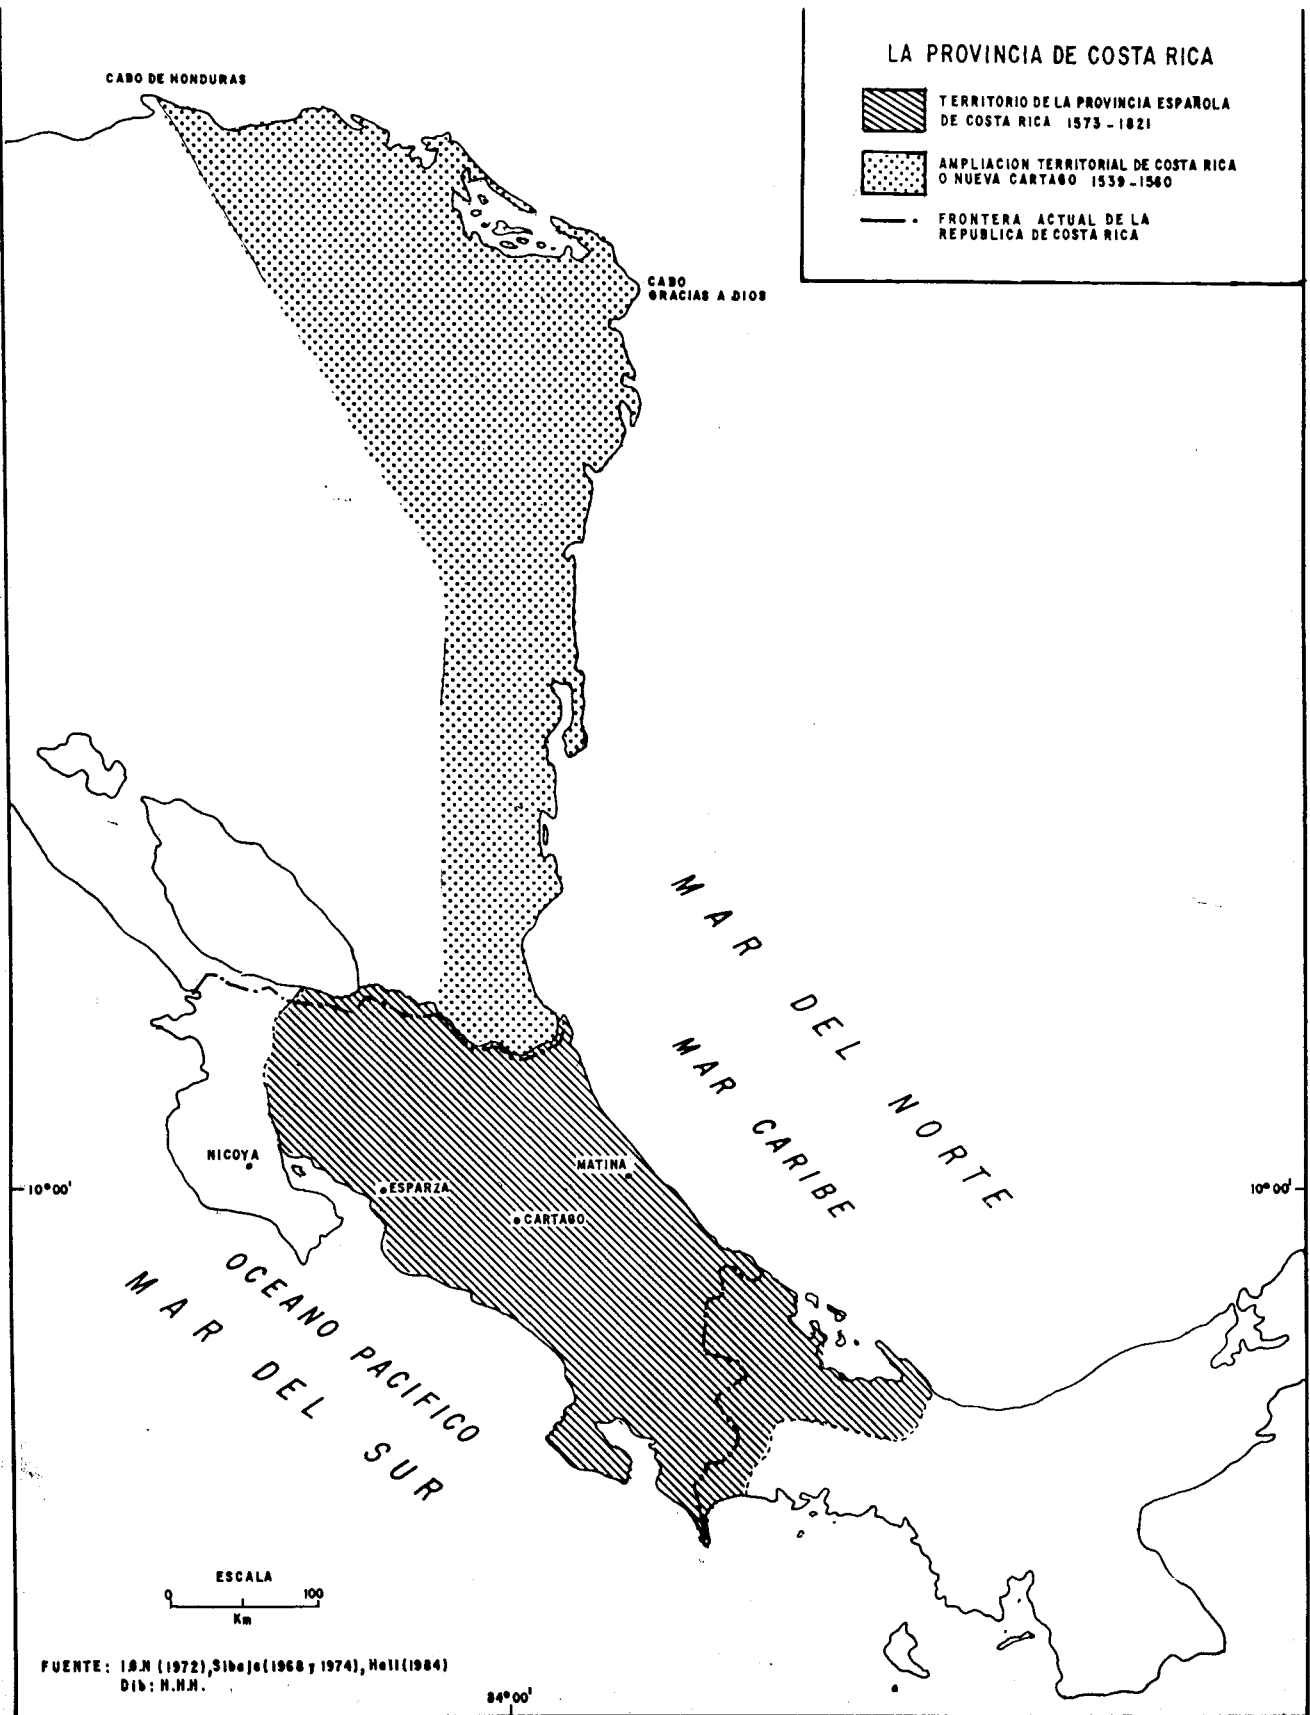 LA PROVINCIA DE COSTA RICA
TERRITORIO DE LA PROVINCIA ESPAÑOLA
DE COSTA RICA 1573-1821
AMPLIACION TERRITORIAL DE COSTA RICA
O NUEVA CARTAGO 1539-1560
FRONTERA ACTUAL DE LA
REPUBLICA DE COSTA RICA
CABO DE HONDURAS
CABO
GRACIAS A DIOS
MAR DEL NORTE
MAR CARIBE
NICOYA
MATINA
ESPARZA
CARTAGO
10°00'
10°00'
OCEANO PACIFICO
MAR DEL SUR
ESCALA
0 100
Km
FUENTE: I.G.N (1972), Sibaja (1968 y 1974), Hall (1984)
Dib: H.H.H.
84°00'